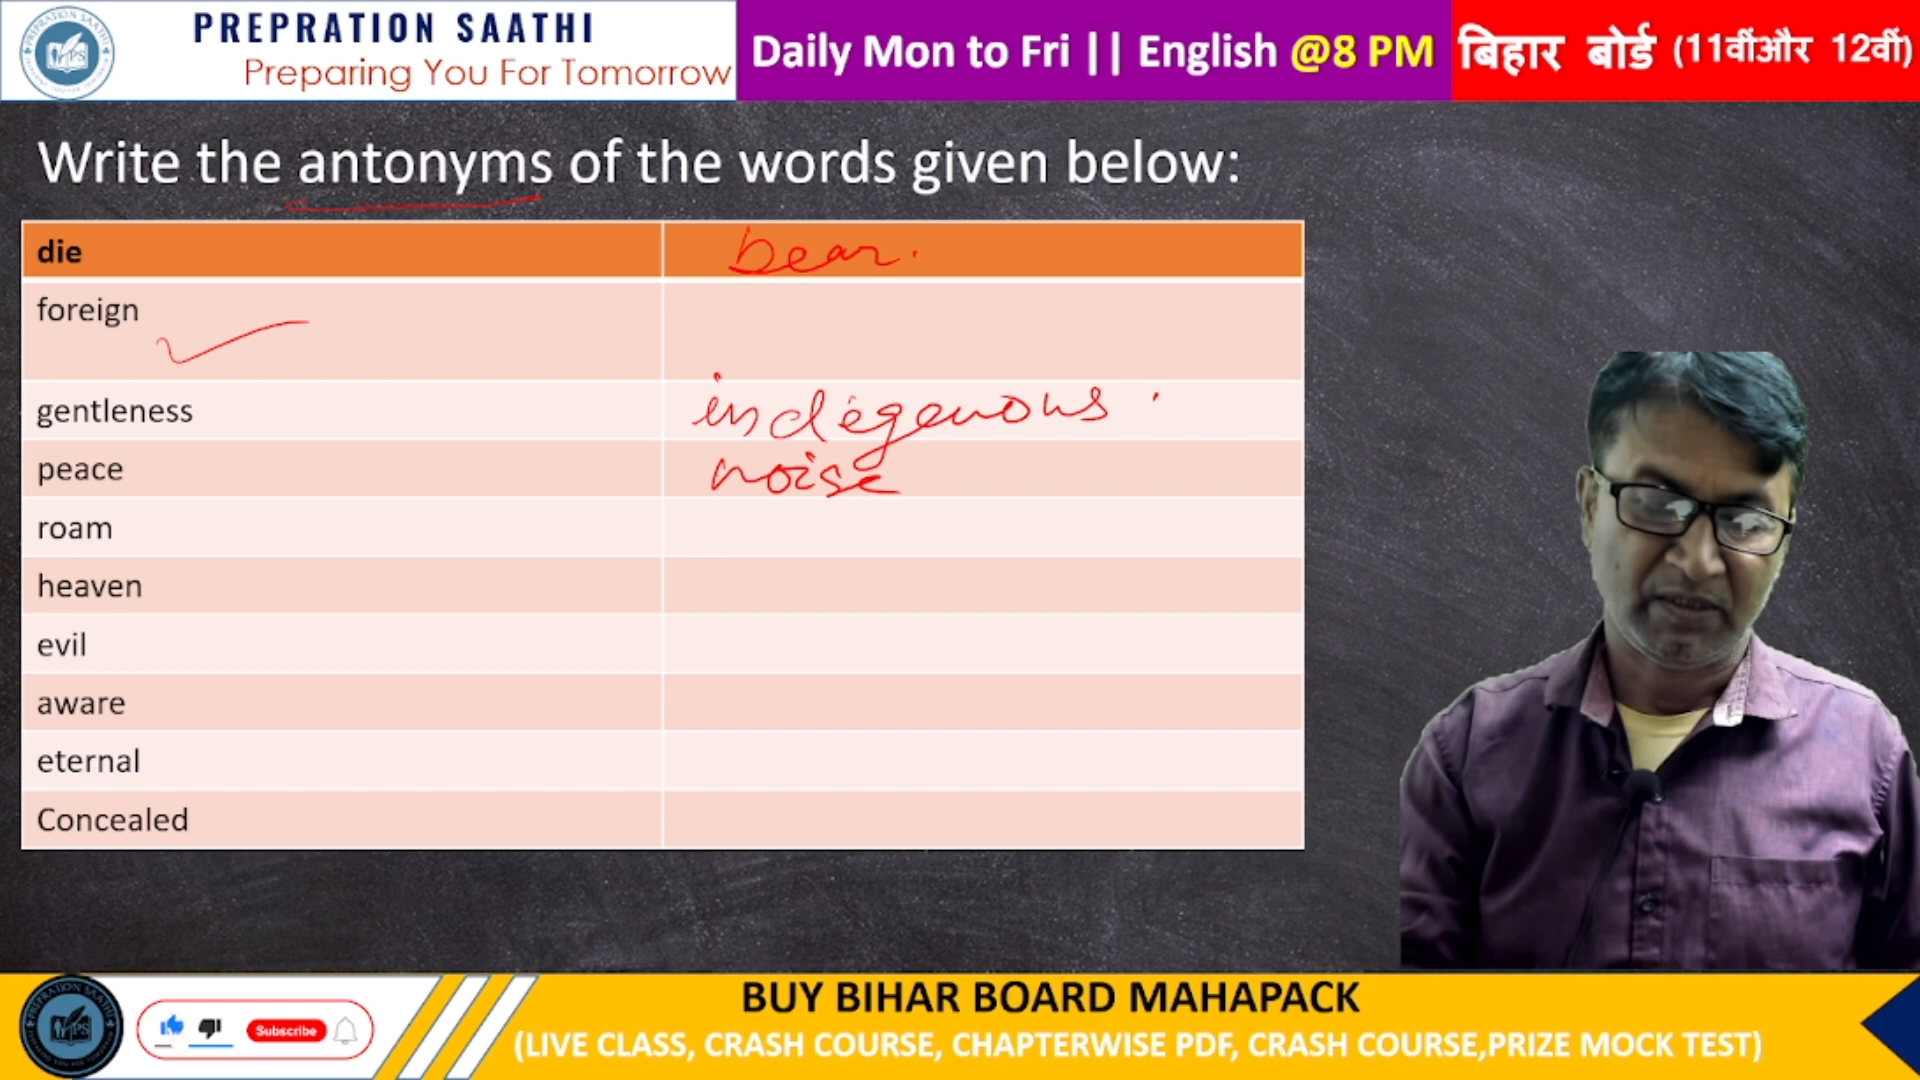 PREPRATION SAATHI
Preparing You For Tomorrow
Daily Mon to Fri || English @8 PM
बिहार बोर्ड (11वींऔर 12वीं)
Write the antonyms of the words given below:
die bear.
foreign
gentleness indegenous
peace noise
roam
heaven
evil
aware
eternal
Concealed
Subscribe
BUY BIHAR BOARD MAHAPACK
(LIVE CLASS, CRASH COURSE, CHAPTERWISE PDF, CRASH COURSE,PRIZE MOCK TEST)